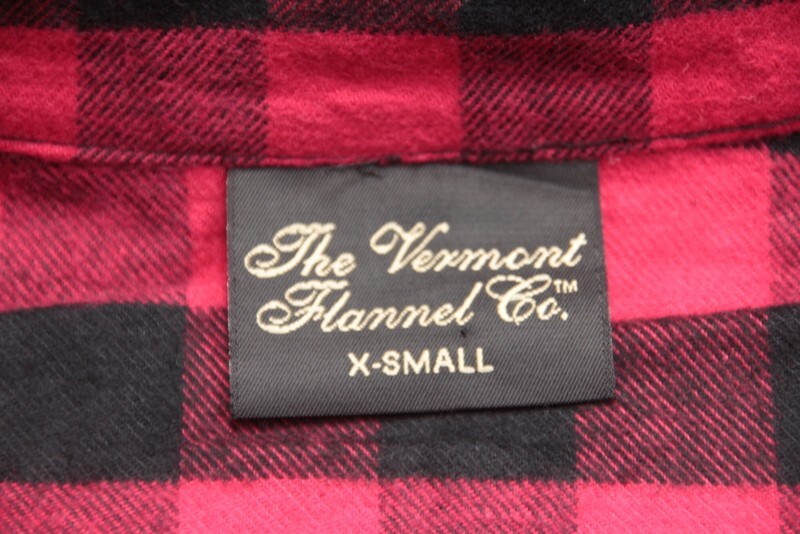 The Vermont
Flannel Co.™
X-SMALL